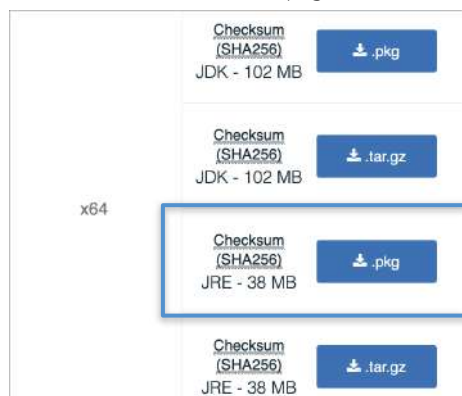 Checksum
(SHA256)
JDK - 102 MB
.pkg
Checksum
(SHA256)
JDK - 102 MB
.tar.gz
x64
Checksum
(SHA256)
JRE - 38 MB
.pkg
Checksum
(SHA256)
JRE - 38 MB
.tar.gz